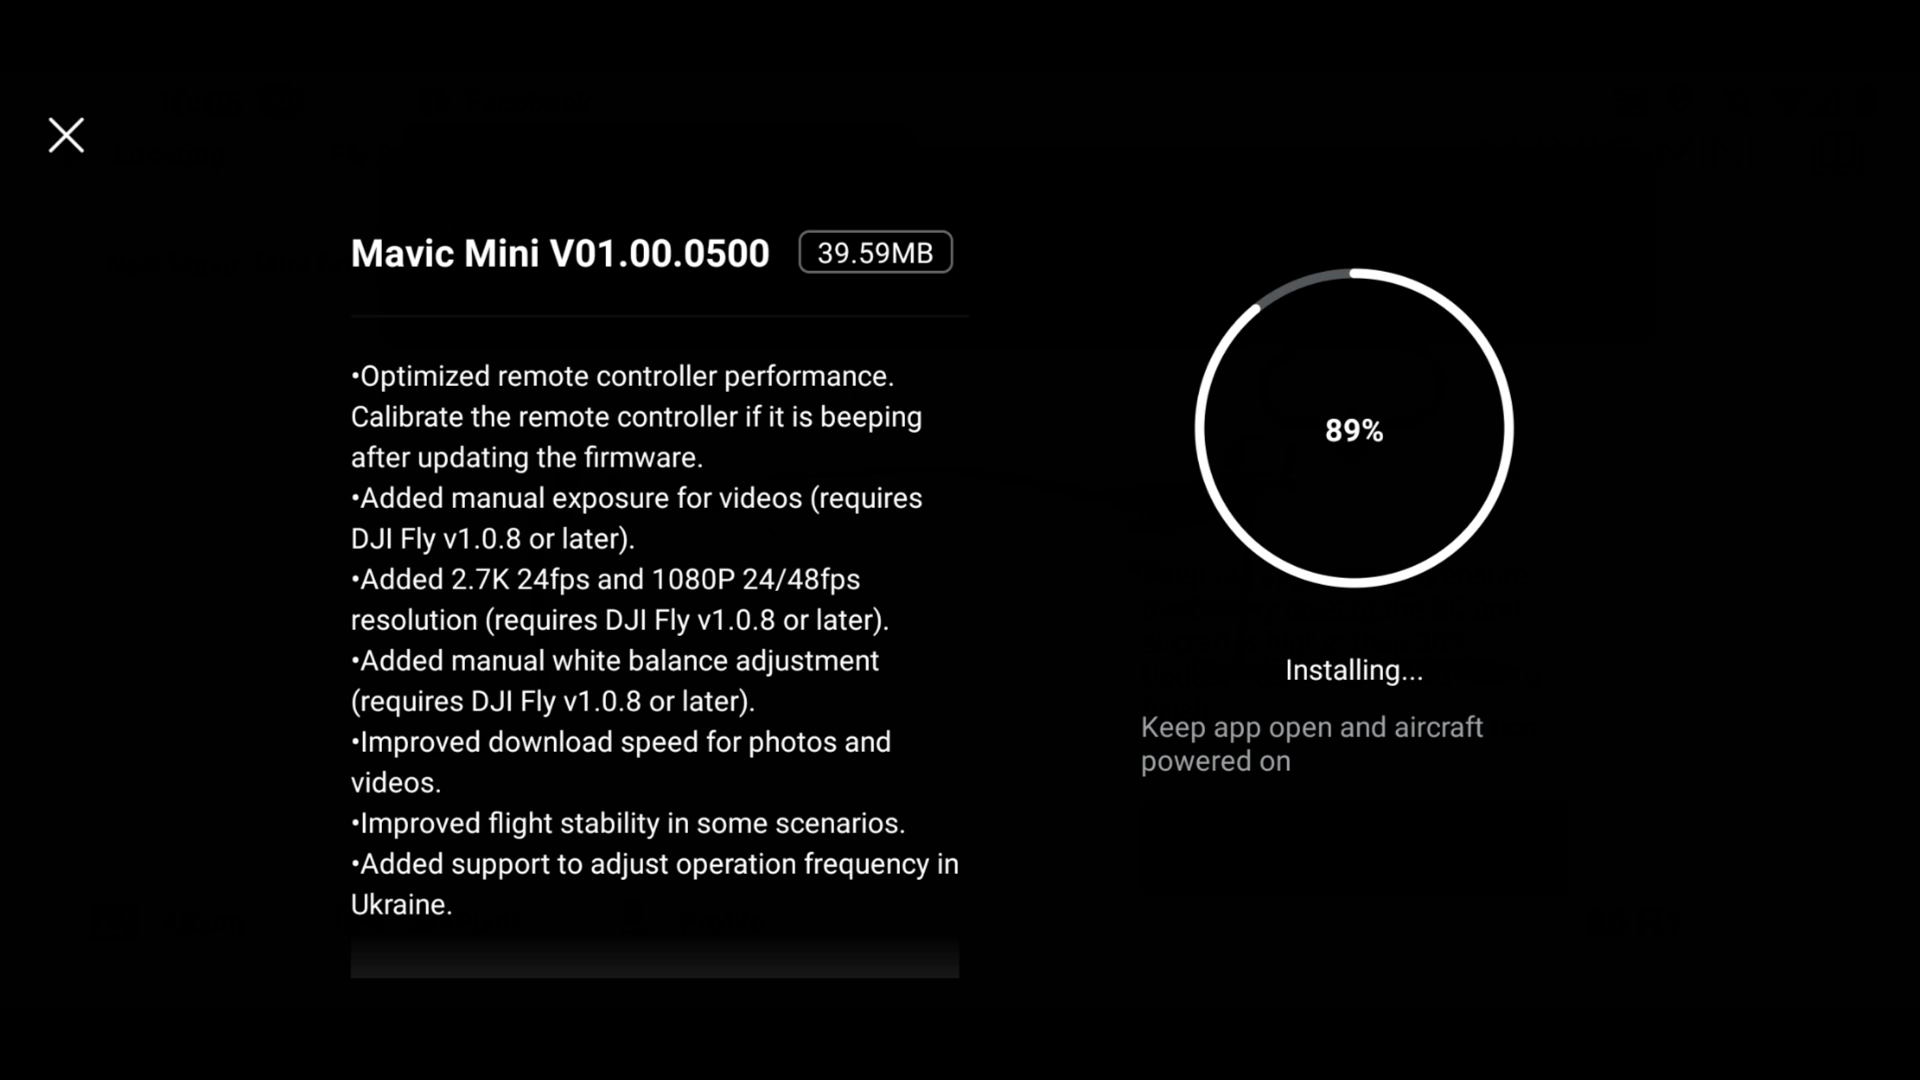 Mavic Mini V01.00.0500 39.59MB
•Optimized remote controller performance.
Calibrate the remote controller if it is beeping
after updating the firmware.
•Added manual exposure for videos (requires
DJI Fly v1.0.8 or later).
•Added 2.7K 24fps and 1080P 24/48fps
resolution (requires DJI Fly v1.0.8 or later).
•Added manual white balance adjustment
(requires DJI Fly v1.0.8 or later).
•Improved download speed for photos and
videos.
•Improved flight stability in some scenarios.
•Added support to adjust operation frequency in
Ukraine.
89%
Installing...
Keep app open and aircraft
powered on